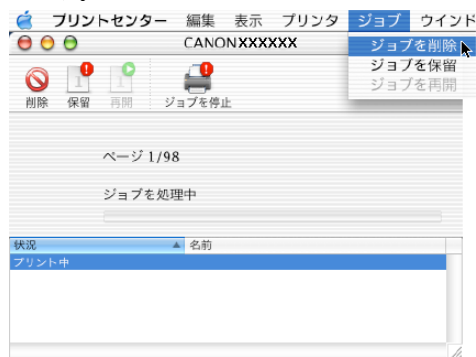 プリントセンター 編集 表示 プリンタ ジョブ ウインド
CANONXXXXXX
ジョブを削除
ジョブを保留
ジョブを再開
削除 保留 再開 ジョブを停止
ページ 1/98
ジョブを処理中
状況 名前
プリント中